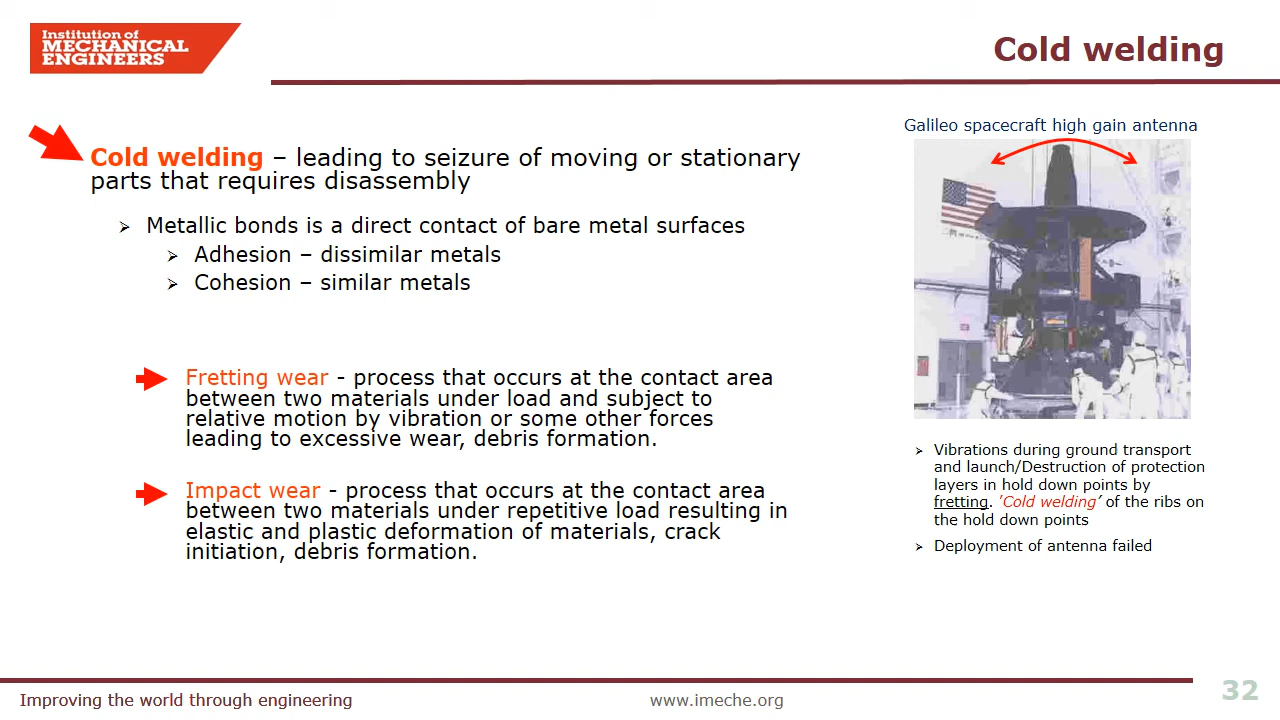 Institution of
MECHANICAL
ENGINEERS
Cold welding
Cold welding – leading to seizure of moving or stationary
parts that requires disassembly
Metallic bonds is a direct contact of bare metal surfaces
Adhesion – dissimilar metals
Cohesion – similar metals
Fretting wear - process that occurs at the contact area
between two materials under load and subject to
relative motion by vibration or some other forces
leading to excessive wear, debris formation.
Impact wear - process that occurs at the contact area
between two materials under repetitive load resulting in
elastic and plastic deformation of materials, crack
initiation, debris formation.
Galileo spacecraft high gain antenna
Vibrations during ground transport
and launch/Destruction of protection
layers in hold down points by
fretting. 'Cold welding' of the ribs on
the hold down points
Deployment of antenna failed
Improving the world through engineering
www.imeche.org
32